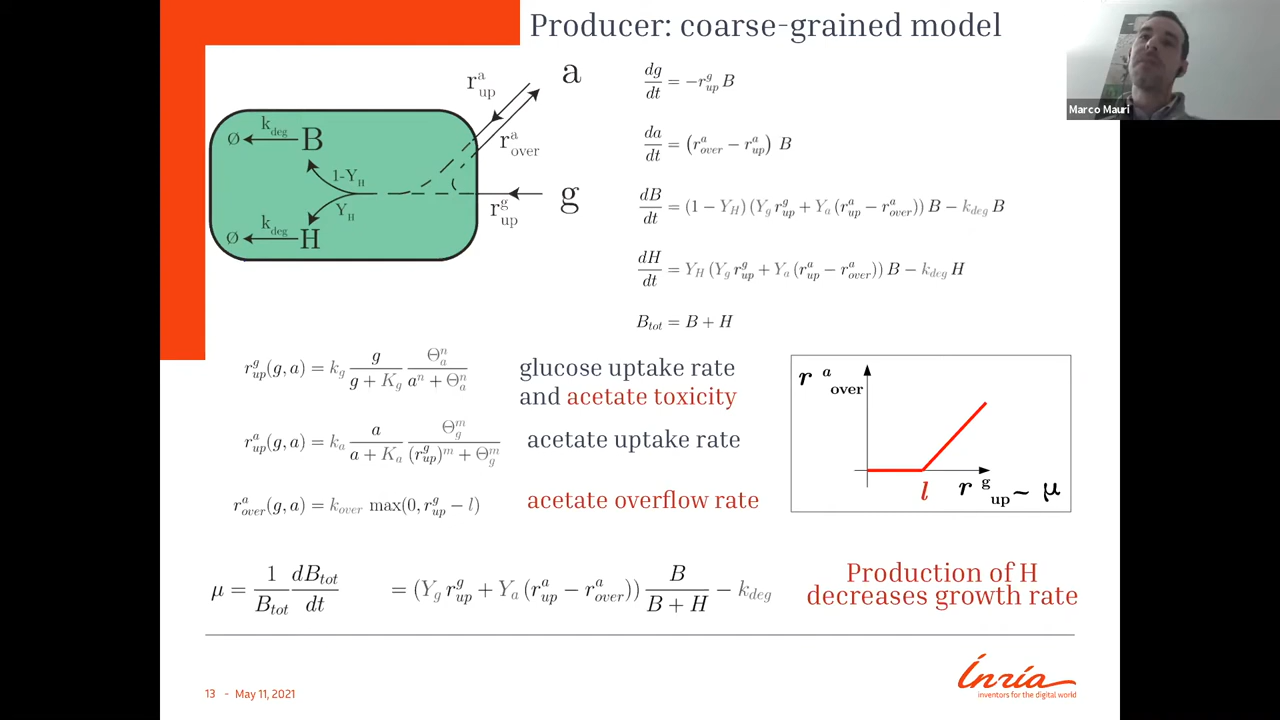 Producer: coarse-grained model
Marco Mauri
r^a_up
a
r^a_over
r^g_up
g
∅ k_deg B
1-Y_H
Y_H
∅ k_deg H
dg/dt = −r^g_up B
da/dt = (r^a_over − r^a_up) B
dB/dt = (1 − Y_H) (Y_g r^g_up + Y_a (r^a_up − r^a_over)) B − k_deg B
dH/dt = Y_H (Y_g r^g_up + Y_a (r^a_up − r^a_over)) B − k_deg H
B_tot = B + H
r^g_up(g, a) = k_g g/(g + K_g) Θ^n_a/(a^n + Θ^n_a)
glucose uptake rate
and acetate toxicity
r^a_up(g, a) = k_a a/(a + K_a) Θ^m_g/((r^g_up)^m + Θ^m_g)
acetate uptake rate
r^a_over(g, a) = k_over max(0, r^g_up − l)
acetate overflow rate
r^a_over
l
r^g_up ~ μ
μ = 1/B_tot dB_tot/dt = (Y_g r^g_up + Y_a (r^a_up − r^a_over)) B/(B + H) − k_deg
Production of H
decreases growth rate
13 - May 11, 2021
Inria
inventors for the digital world